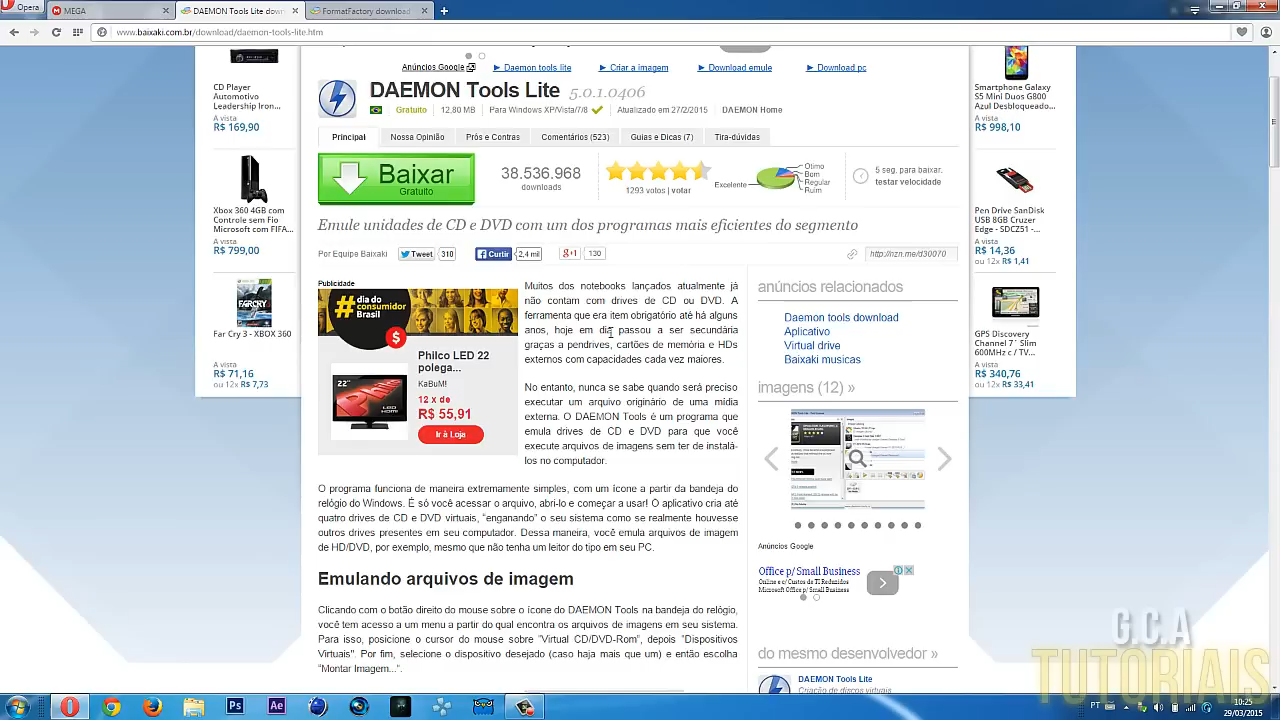 Opera
MEGA
DAEMON Tools Lite dow
FormatFactory download
www.baixaki.com.br/download/daemon-tools-lite.htm
Anúncios Google
Daemon tools lite
Criar a imagem
Download emule
Download pc
DAEMON Tools Lite 5.0.1.0406
Gratuito
12,80 MB
Para Windows XP/Vista/7/8
Atualizado em 27/2/2015
DAEMON Home
Principal
Nossa Opinião
Prós e Contras
Comentários (523)
Guias e Dicas (7)
Tira-dúvidas
Baixar
Gratuito
38.536.968
downloads
1293 votos | votar
Excelente
Ótimo
Bom
Regular
Ruim
5 seg. para baixar.
testar velocidade
Emule unidades de CD e DVD com um dos programas mais eficientes do segmento
Por Equipe Baixaki
Tweet
310
Curtir
2,4 mil
+1
130
http://nzn.me/d30070
CD Player
Automotivo
Leadership Iron...
A vista
R$ 169,90
Xbox 360 4GB com
Controle sem Fio
Microsoft com FIFA...
A vista
R$ 799,00
Far Cry 3 - XBOX 360
A vista
R$ 71,16
ou 12x R$ 7,73
Publicidade
#dia do
consumidor
Brasil
Philco LED 22
polega...
KaBuM!
12 x de
R$ 55,91
Ir à Loja
22"
Muitos dos notebooks lançados atualmente já
não contam com drives de CD ou DVD. A
ferramenta que era item obrigatório até há alguns
anos, hoje em dia passou a ser secundária
graças a pendrives, cartões de memória e HDs
externos com capacidades cada vez maiores.
No entanto, nunca se sabe quando será preciso
executar um arquivo originário de uma mídia
externa. O DAEMON Tools é um programa que
emula drives de CD e DVD para que você
execute arquivos de imagens sem ter de instalá-
los no computador.
O programa funciona de maneira extremamente simples, com um ícone a partir da bandeja do
relógio do Windows. É só você acessar o arquivo, abri-lo e começar a usar! O aplicativo cria até
quatro drives de CD e DVD virtuais, "enganando" o seu sistema como se realmente houvesse
outros drives presentes em seu computador. Dessa maneira, você emula arquivos de imagem
de HD/DVD, por exemplo, mesmo que não tenha um leitor do tipo em seu PC.
Emulando arquivos de imagem
Clicando com o botão direito do mouse sobre o ícone do DAEMON Tools na bandeja do relógio,
você tem acesso a um menu a partir do qual encontra os arquivos de imagens em seu sistema.
Para isso, posicione o cursor do mouse sobre "Virtual CD/DVD-Rom", depois "Dispositivos
Virtuais". Por fim, selecione o dispositivo desejado (caso haja mais que um) e então escolha
"Montar Imagem...".
anúncios relacionados
Daemon tools download
Aplicativo
Virtual drive
Baixaki musicas
imagens (12) »
Anúncios Google
Office p/ Small Business
Online e c/ Custos de TI Reduzidos
Microsoft Office p/ Small Business
do mesmo desenvolvedor »
DAEMON Tools Lite
Criação de discos virtuais
Smartphone Galaxy
S5 Mini Duos G800
Azul Desbloqueado...
A vista
R$ 998,10
Pen Drive SanDisk
USB 8GB Cruzer
Edge - SDCZ51 -...
A vista
R$ 14,36
ou 12x R$ 1,41
GPS Discovery
Channel 7´ Slim
600MHz c / TV...
A vista
R$ 340,76
ou 12x R$ 33,41
G.C.A
TUTORIAIS
Ps
Ae
PT
10:25
29/03/2015